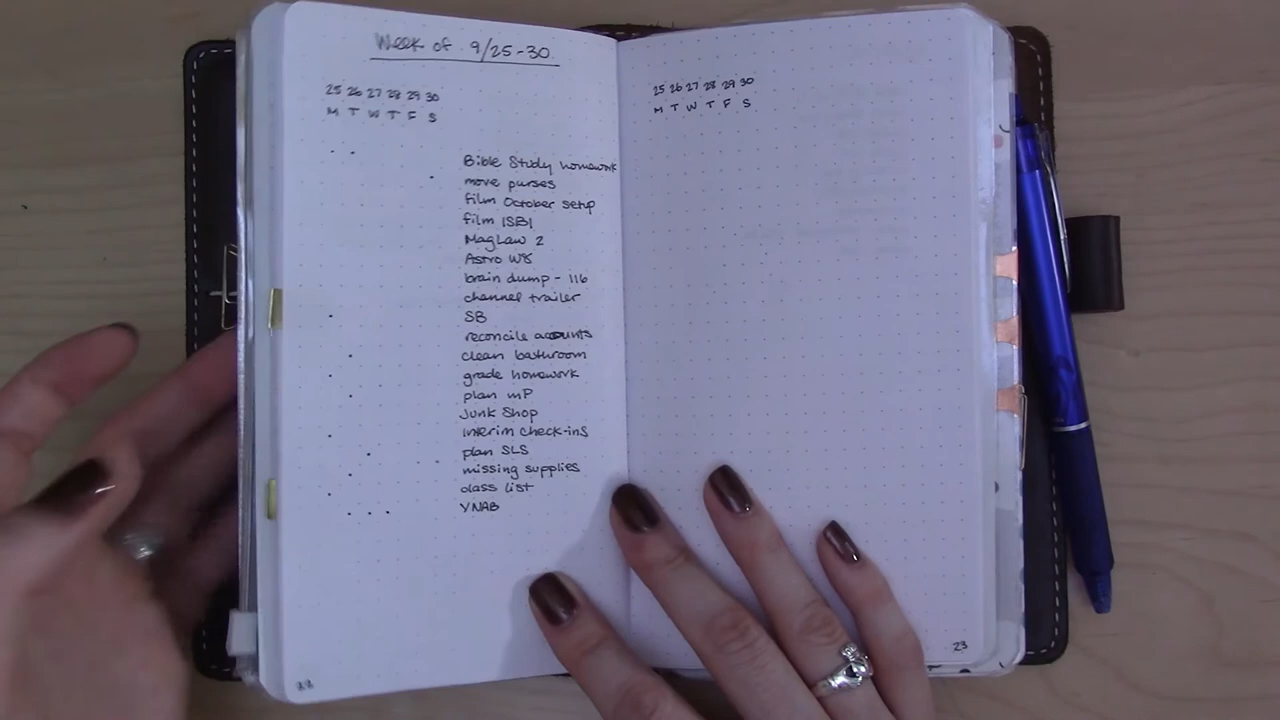 Week of 9/25-30
25 26 27 28 29 30
M T W T F S
Bible Study homework
move purses
film October setup
film ISB1
MagLaw 2
Astro W8
brain dump - 116
channel trailer
SB
reconcile accounts
clean bathroom
grade homework
plan MP
Junk Shop
interim check-ins
plan SLS
missing supplies
class list
YNAB
22
25 26 27 28 29 30
M T W T F S
23